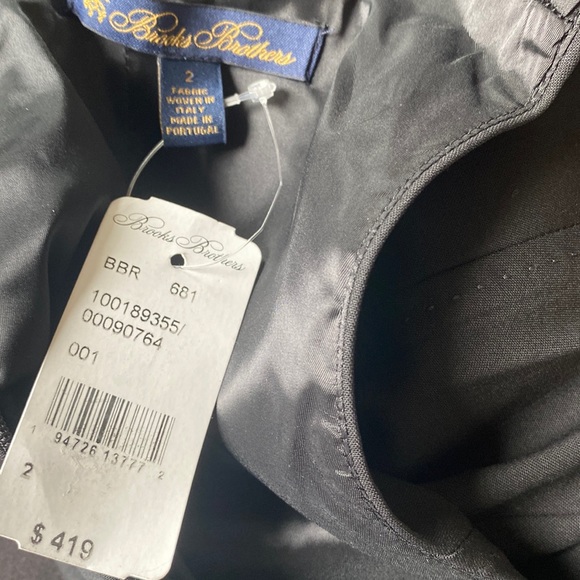 Brooks Brothers
2
FABRIC
WOVEN IN
ITALY
MADE IN
PORTUGAL
Brooks Brothers
BBR 681
100189355/
00090764
001
1 94726 13777 2
2
$ 419